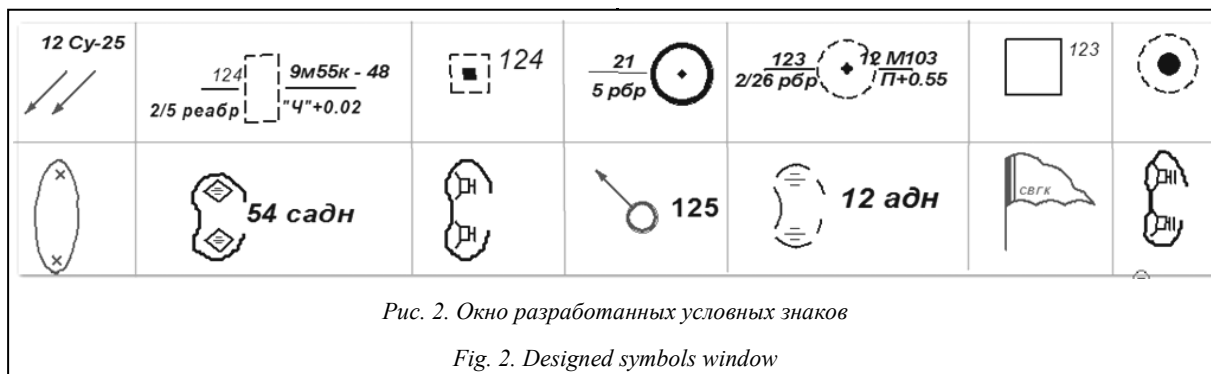 12 Су-25
124
2/5 реабр
9м55к - 48
"Ч"+0.02
124
21
5 рбр
123
2/26 рбр
12 М103
П+0.55
123
54 садн
125
12 адн
СВГК
Рис. 2. Окно разработанных условных знаков
Fig. 2. Designed symbols window